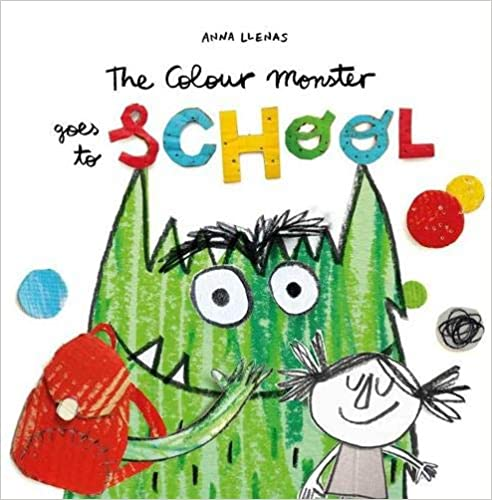 ANNA LLENAS
The Colour Monster
goes to SCHOOL